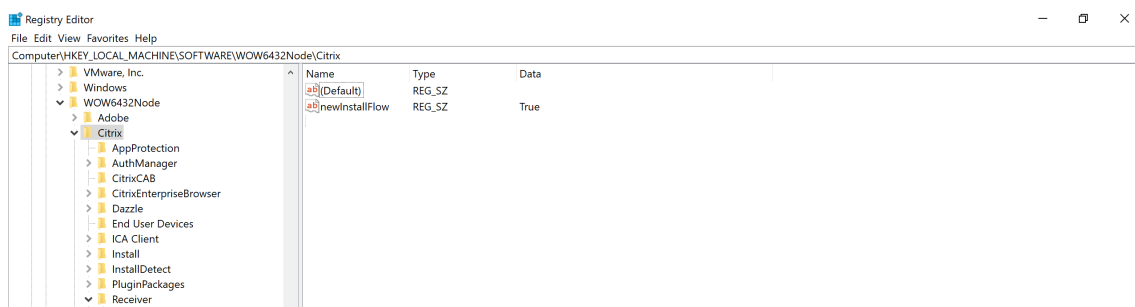 Registry Editor
File Edit View Favorites Help
Computer\HKEY_LOCAL_MACHINE\SOFTWARE\WOW6432Node\Citrix
VMware, Inc.
Windows
WOW6432Node
Adobe
Citrix
AppProtection
AuthManager
CitrixCAB
CitrixEnterpriseBrowser
Dazzle
End User Devices
ICA Client
Install
InstallDetect
PluginPackages
Receiver
Name Type Data
ab (Default) REG_SZ
ab newInstallFlow REG_SZ True